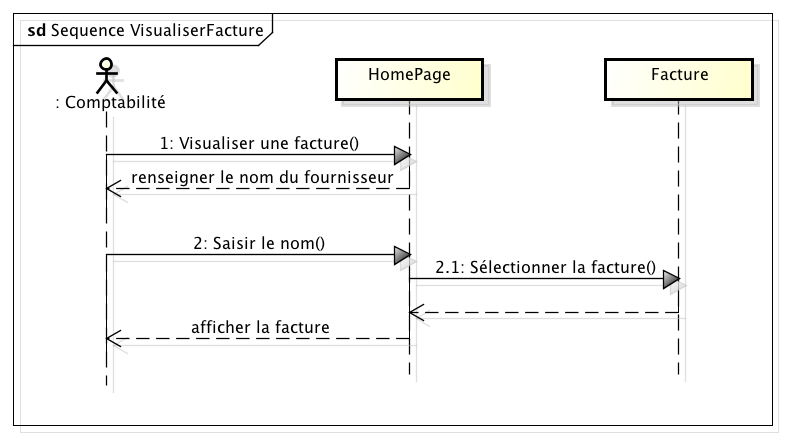 sd Sequence VisualiserFacture
HomePage
Facture
: Comptabilité
1: Visualiser une facture()
renseigner le nom du fournisseur
2: Saisir le nom()
2.1: Sélectionner la facture()
afficher la facture